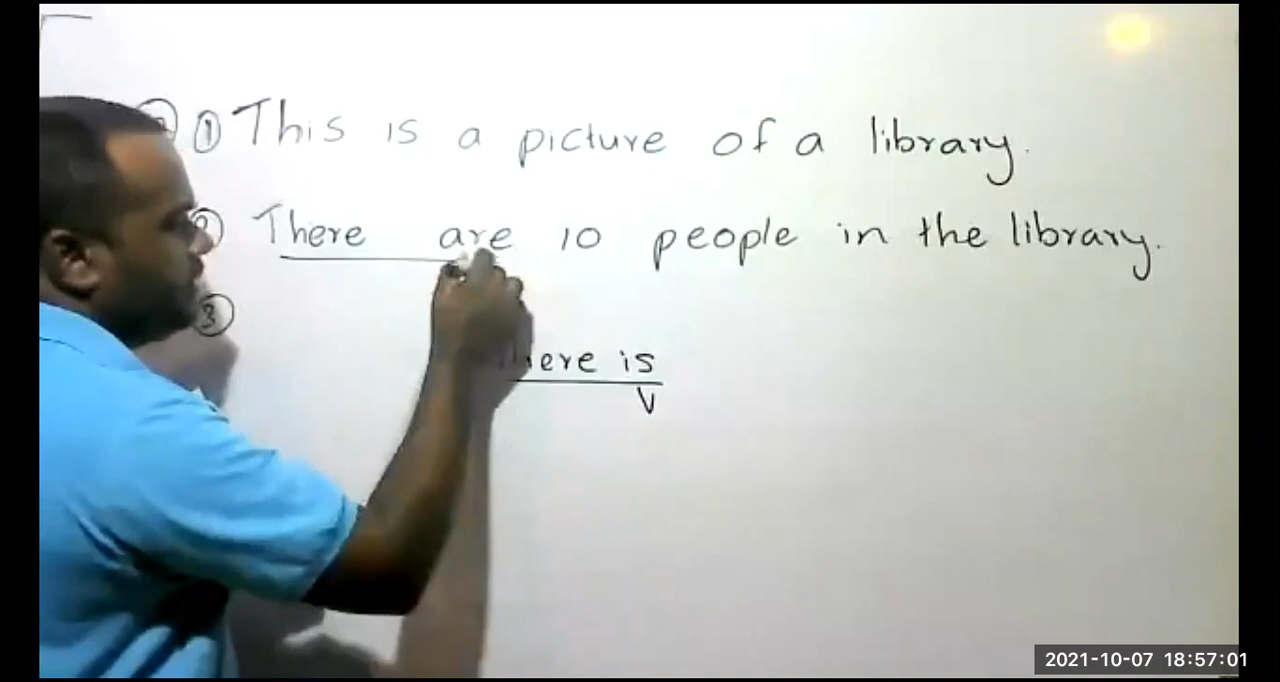 ① This is a picture of a library.
② There are 10 people in the library.
③
here is
V
2021-10-07 18:57:01